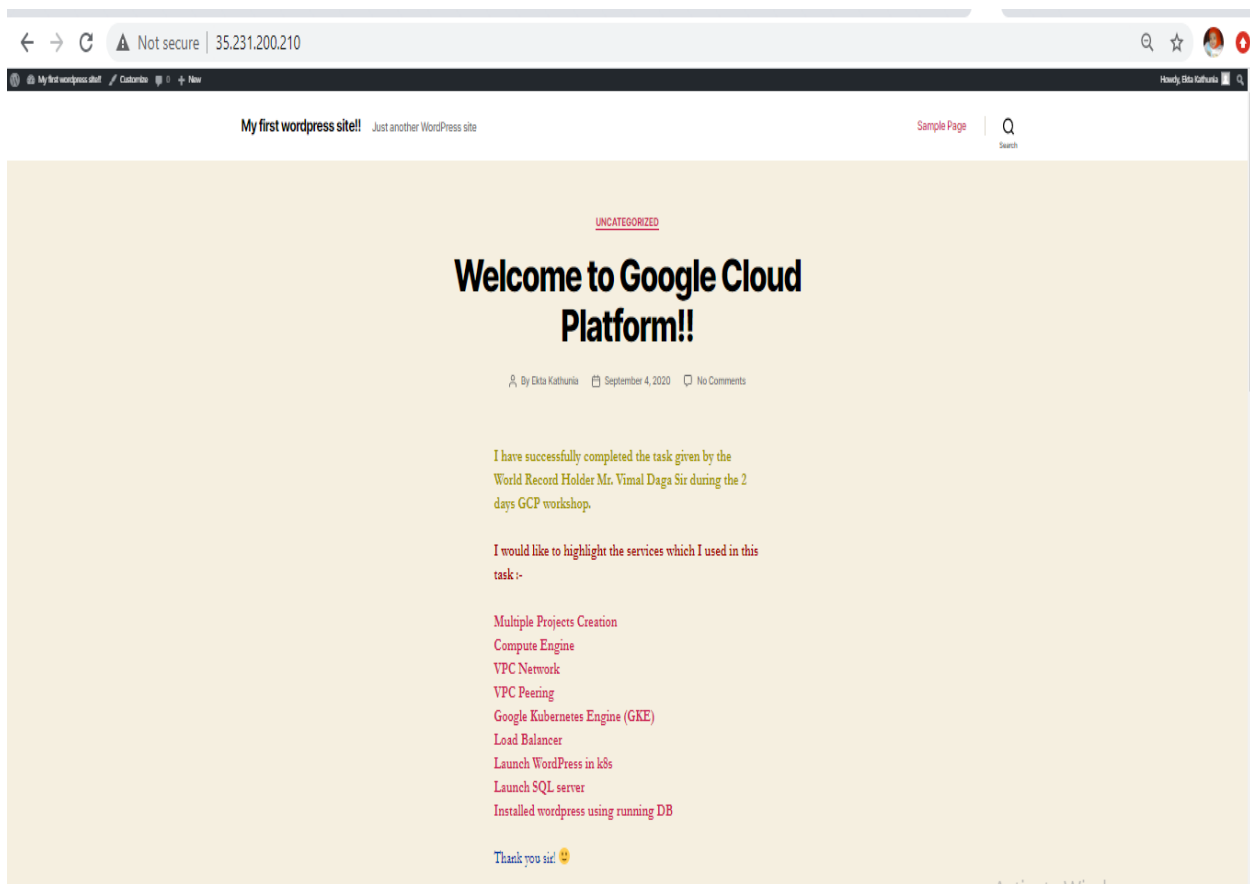 Not secure | 35.231.200.210
My first wordpress site!! Customize 0 + New Howdy, Ekta Kathunia
My first wordpress site!! Just another WordPress site Sample Page
Search
UNCATEGORIZED
Welcome to Google Cloud
Platform!!
By Ekta Kathunia September 4, 2020 No Comments
I have successfully completed the task given by the
World Record Holder Mr. Vimal Daga Sir during the 2
days GCP workshop.
I would like to highlight the services which I used in this
task :-
Multiple Projects Creation
Compute Engine
VPC Network
VPC Peering
Google Kubernetes Engine (GKE)
Load Balancer
Launch WordPress in k8s
Launch SQL server
Installed wordpress using running DB
Thank you sir! 🙂